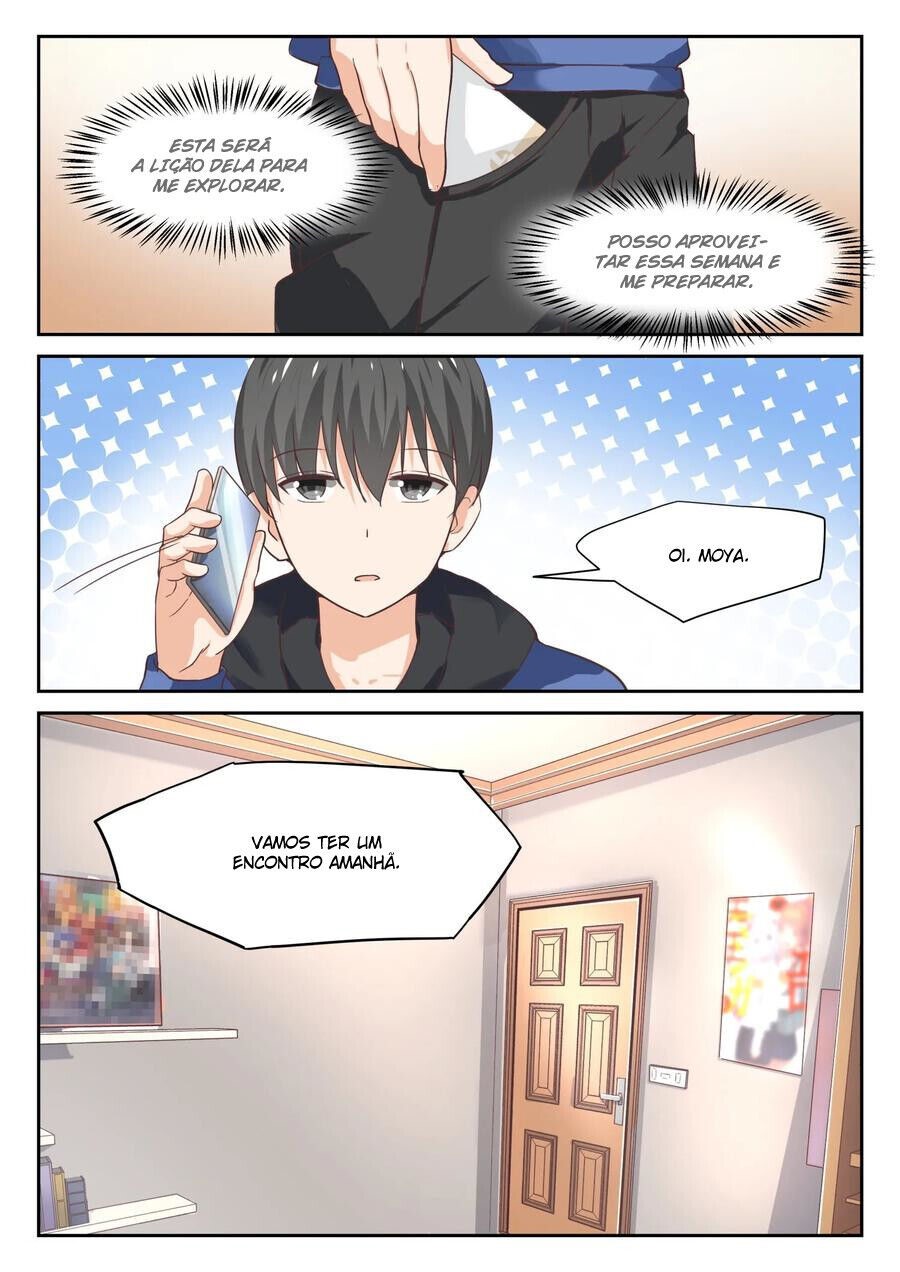 ESTA SERÁ
A LIÇÃO DELA PARA
ME EXPLORAR.
POSSO APROVEI-
TAR ESSA SEMANA E
ME PREPARAR.
OI, MOYA.
VAMOS TER UM
ENCONTRO AMANHÃ.